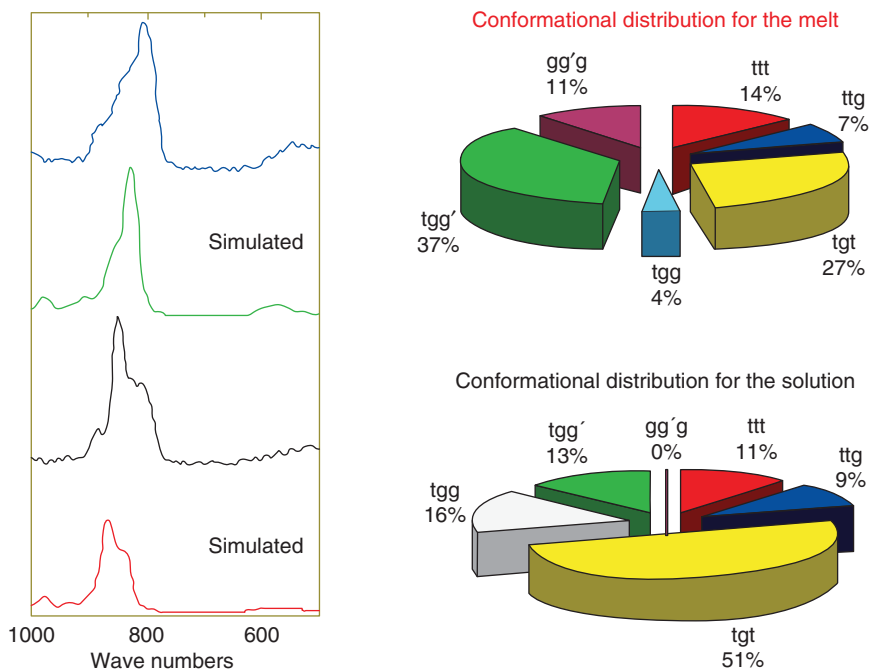 Simulated
Simulated
1000
800
600
Wave numbers
Conformational distribution for the melt
gg′g
11%
ttt
14%
ttg
7%
tgg′
37%
tgg
4%
tgt
27%
Conformational distribution for the solution
tgg´
13%
gg´g
0%
ttt
11%
ttg
9%
tgg
16%
tgt
51%